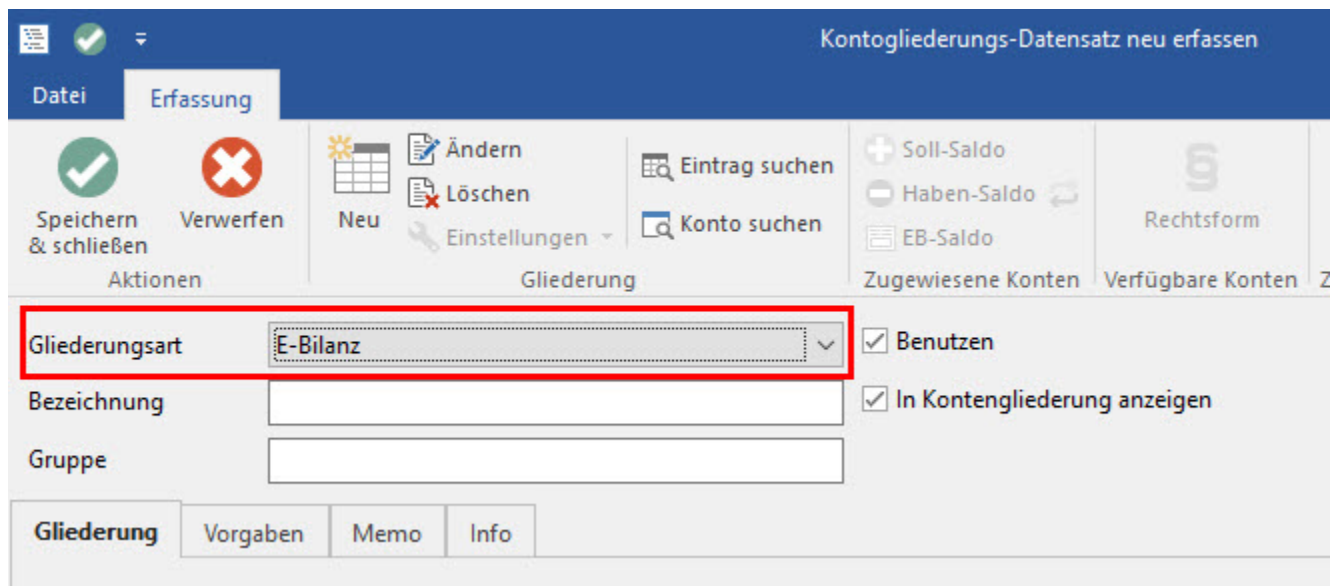 Kontogliederungs-Datensatz neu erfassen
Datei Erfassung
Speichern & schließen
Verwerfen
Aktionen
Neu
Ändern
Löschen
Einstellungen
Eintrag suchen
Konto suchen
Gliederung
Soll-Saldo
Haben-Saldo
EB-Saldo
Zugewiesene Konten
§
Rechtsform
Verfügbare Konten
Gliederungsart E-Bilanz
Benutzen
Bezeichnung
In Kontengliederung anzeigen
Gruppe
Gliederung Vorgaben Memo Info